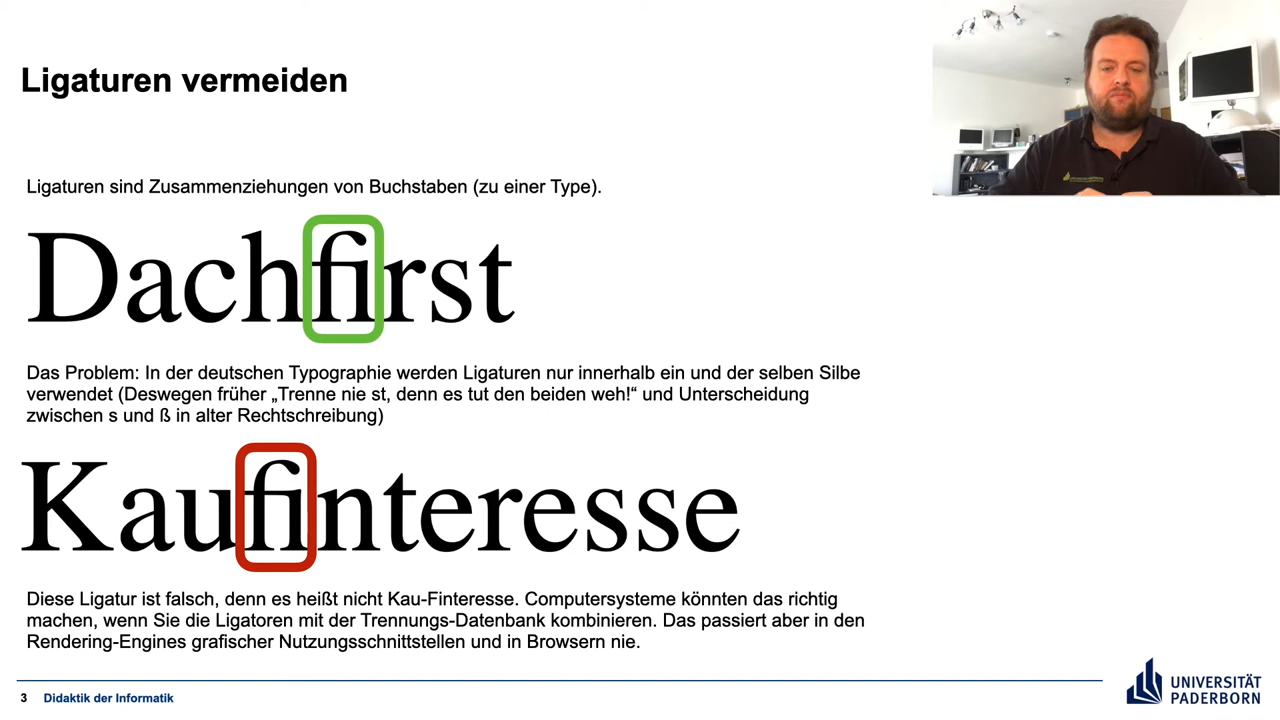 Ligaturen vermeiden
Ligaturen sind Zusammenziehungen von Buchstaben (zu einer Type).
Dachfirst
Das Problem: In der deutschen Typographie werden Ligaturen nur innerhalb ein und der selben Silbe
verwendet (Deswegen früher „Trenne nie st, denn es tut den beiden weh!“ und Unterscheidung
zwischen s und ß in alter Rechtschreibung)
Kaufinteresse
Diese Ligatur ist falsch, denn es heißt nicht Kau-Finteresse. Computersysteme könnten das richtig
machen, wenn Sie die Ligatoren mit der Trennungs-Datenbank kombinieren. Das passiert aber in den
Rendering-Engines grafischer Nutzungsschnittstellen und in Browsern nie.
3 Didaktik der Informatik
UNIVERSITÄT
PADERBORN